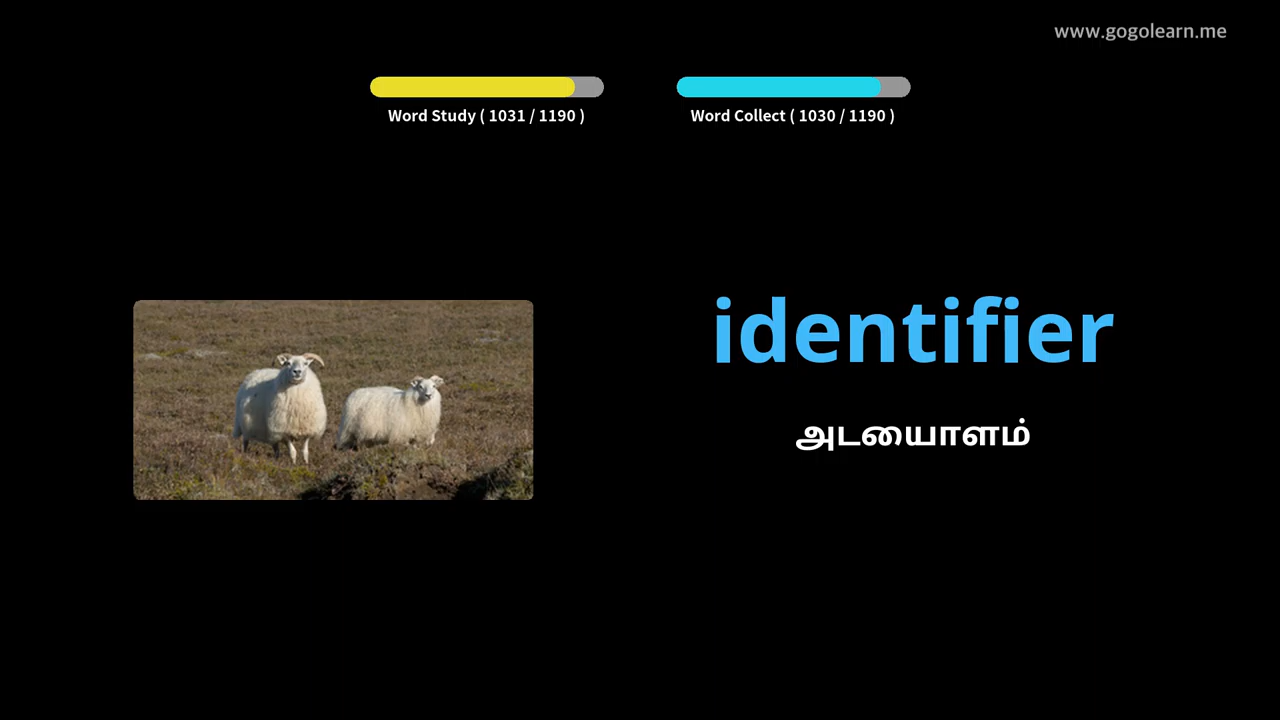 www.gogolearn.me
Word Study ( 1031 / 1190 )
Word Collect ( 1030 / 1190 )
identifier
அடையாளம்